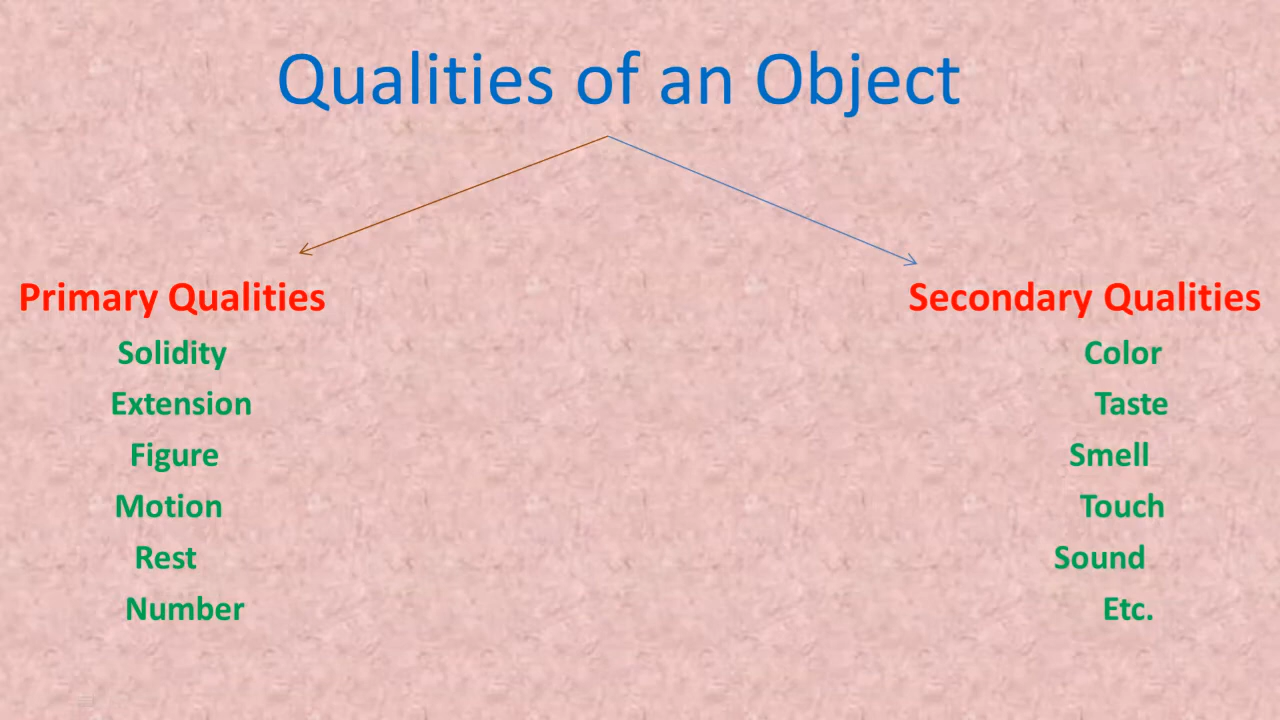 Qualities of an Object
Primary Qualities
Solidity
Extension
Figure
Motion
Rest
Number
Secondary Qualities
Color
Taste
Smell
Touch
Sound
Etc.